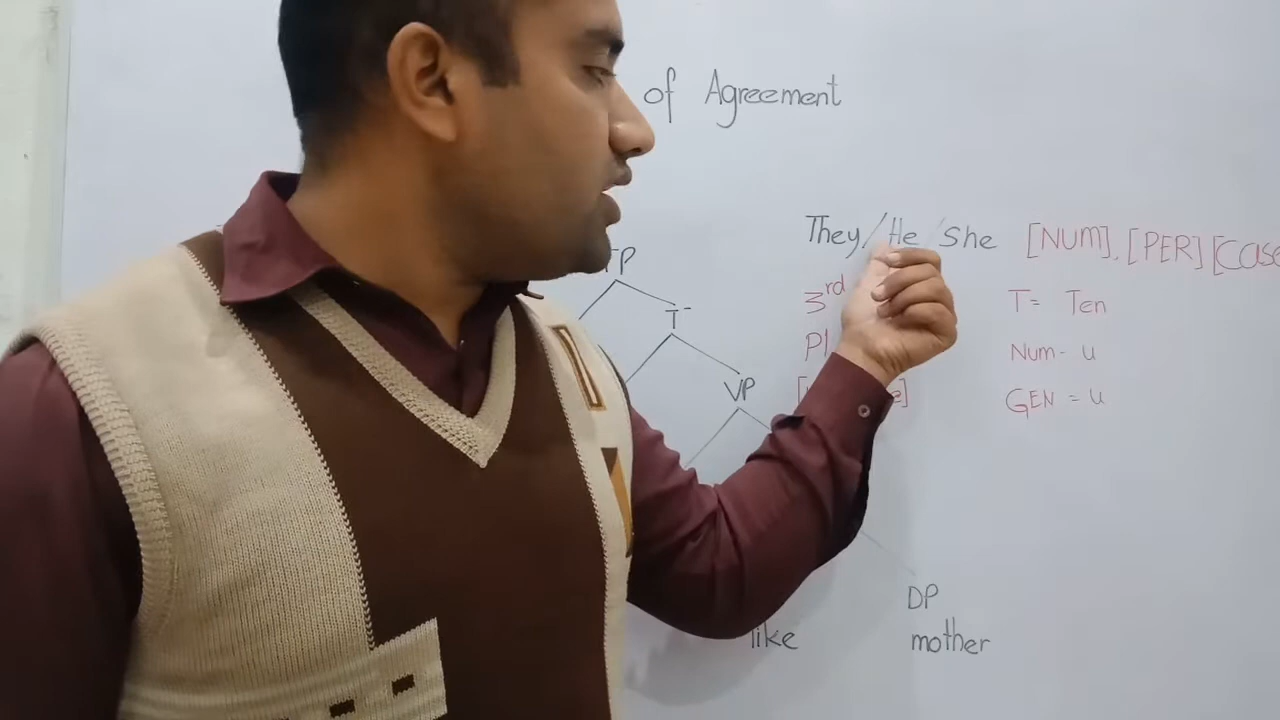 of Agreement
They/He/She [NUM], [PER] [Case
TP
3rd
T= Ten
T-
Pl
Num- u
VP
GEN = u
DP
like
mother